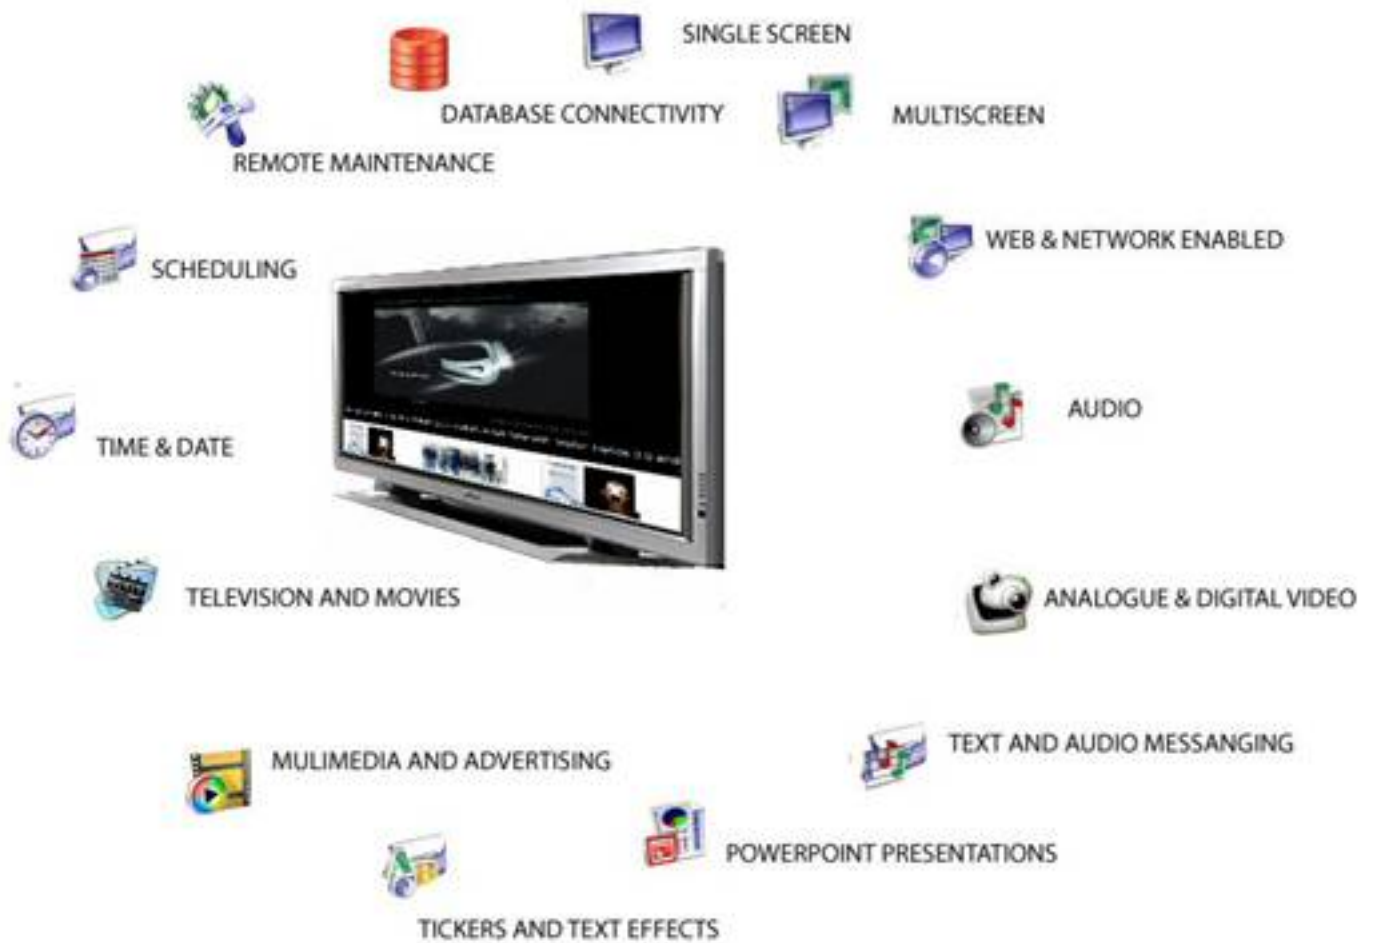 SINGLE SCREEN
DATABASE CONNECTIVITY
MULTISCREEN
REMOTE MAINTENANCE
WEB & NETWORK ENABLED
SCHEDULING
AUDIO
TIME & DATE
TELEVISION AND MOVIES
ANALOGUE & DIGITAL VIDEO
TEXT AND AUDIO MESSANGING
MULIMEDIA AND ADVERTISING
POWERPOINT PRESENTATIONS
TICKERS AND TEXT EFFECTS